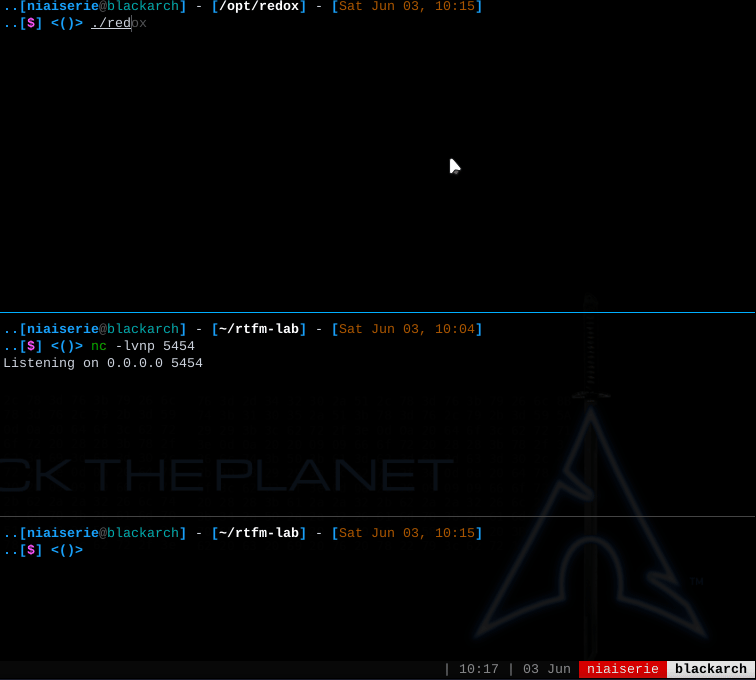 ..[niaiserie@blackarch] - [/opt/redox] - [Sat Jun 03, 10:15]
..[$] <()> ./redox
..[niaiserie@blackarch] - [~/rtfm-lab] - [Sat Jun 03, 10:04]
..[$] <()> nc -lvnp 5454
Listening on 0.0.0.0 5454
CK THE PLANET
..[niaiserie@blackarch] - [~/rtfm-lab] - [Sat Jun 03, 10:15]
..[$] <()>
TM
| 10:17 | 03 Jun niaiserie blackarch